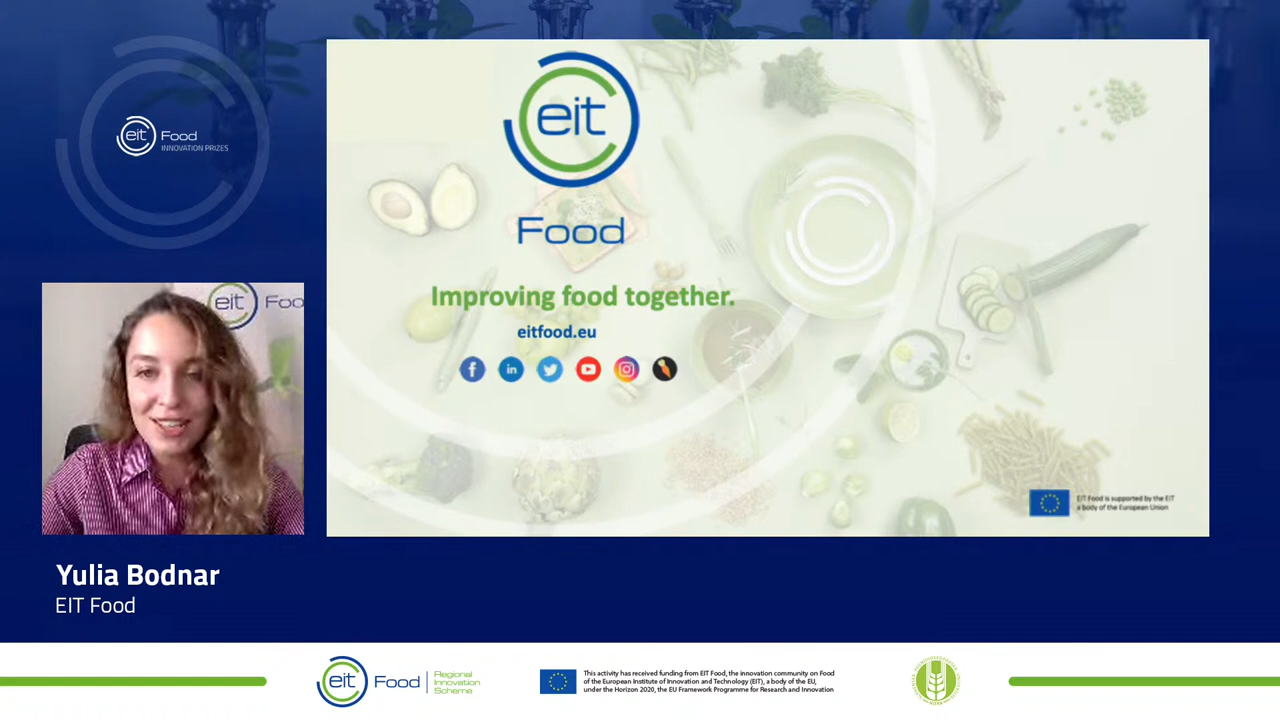 eit
Food
INNOVATION PRIZES
eit
Food
Improving food together.
eitfood.eu
EIT Food is supported by the EIT
a body of the European Union
eit Foo
Yulia Bodnar
EIT Food
eit Food
Regional
Innovation
Scheme
This activity has received funding from EIT Food, the innovation community on Food
of the European Institute of Innovation and Technology (EIT), a body of the EU,
under the Horizon 2020, the EU Framework Programme for Research and Innovation